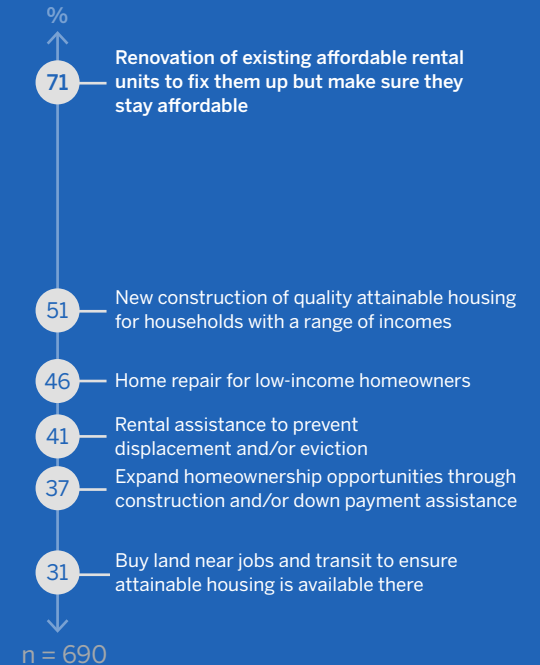 %
71
Renovation of existing affordable rental
units to fix them up but make sure they
stay affordable
51
New construction of quality attainable housing
for households with a range of incomes
46
Home repair for low-income homeowners
41
Rental assistance to prevent
displacement and/or eviction
37
Expand homeownership opportunities through
construction and/or down payment assistance
31
Buy land near jobs and transit to ensure
attainable housing is available there
n = 690